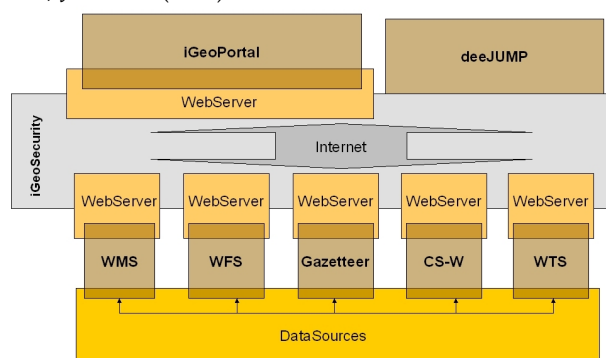 iGeoPortal
deeJUMP
WebServer
iGeoSecurity
Internet
WebServer
WebServer
WebServer
WebServer
WebServer
WMS
WFS
Gazetteer
CS-W
WTS
DataSources